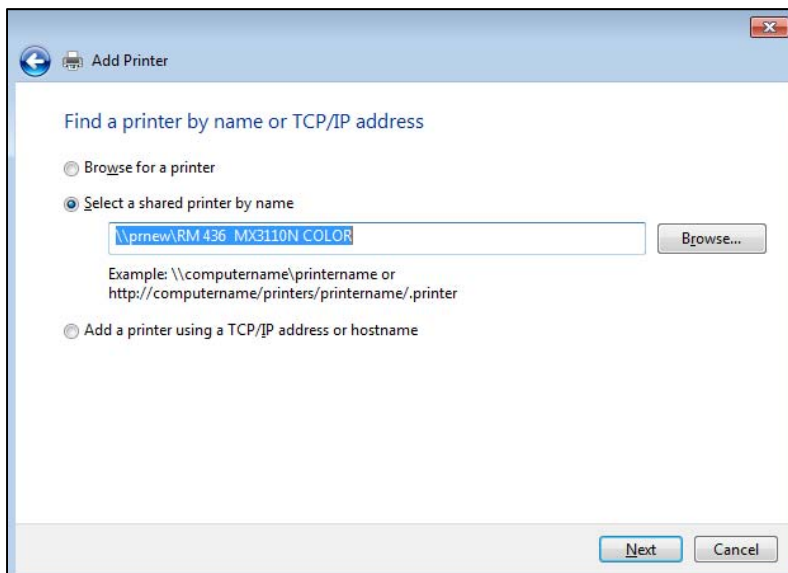 Add Printer
Find a printer by name or TCP/IP address
Browse for a printer
Select a shared printer by name
\\prnew\RM 436  MX3110N COLOR
Browse...
Example: \\computername\printername or
http://computername/printers/printername/.printer
Add a printer using a TCP/IP address or hostname
Next Cancel